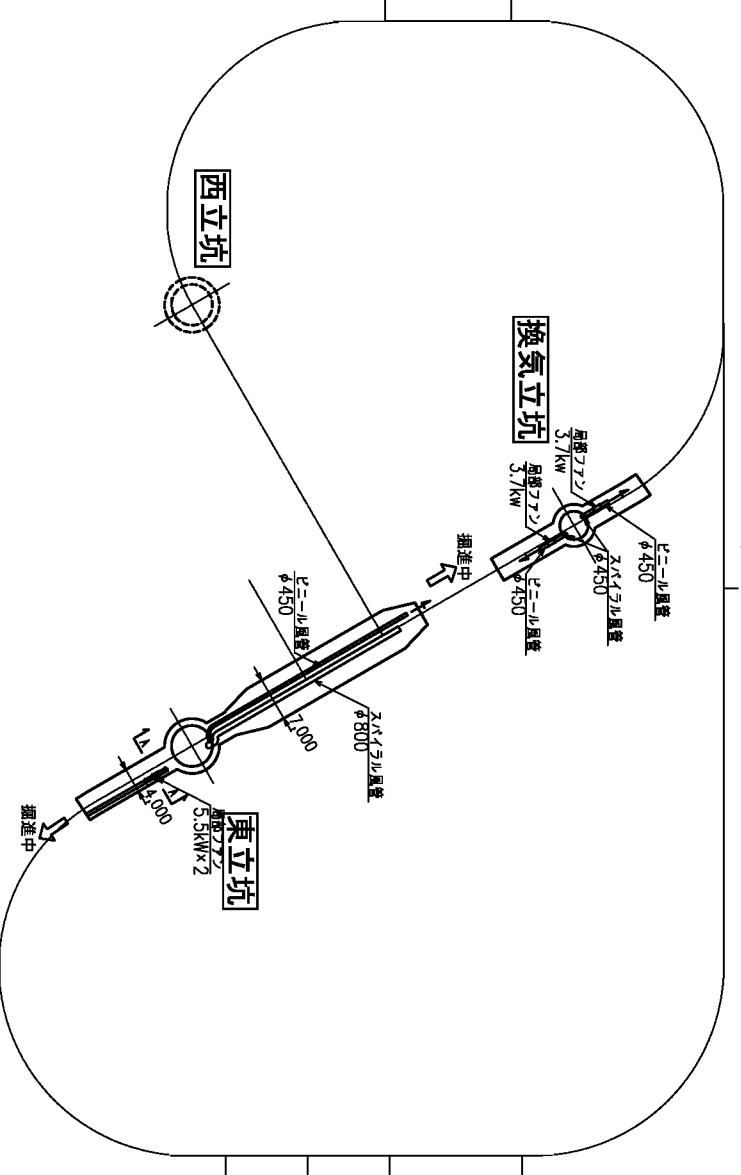 西立坑
換気立坑
局部ファン
3.7kw
局部ファン
3.7kw
ビニール風管
φ450
スパイラル風管
φ450
ビニール風管
φ450
掘進中
ビニール風管
φ450
スパイラル風管
φ800
7,000
A
A
4,000
局部ファン
5.5kW×2
東立坑
掘進中